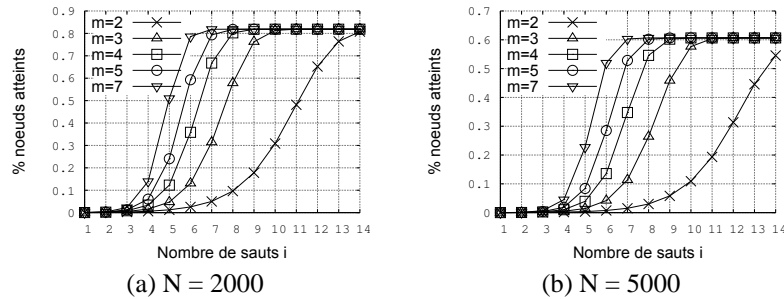 0.9
0.8
0.7
0.6
0.5
0.4
0.3
0.2
0.1
0
% noeuds atteints
m=2
m=3
m=4
m=5
m=7
1 2 3 4 5 6 7 8 9 10 11 12 13 14
Nombre de sauts i
(a) N = 2000
0.7
0.6
0.5
0.4
0.3
0.2
0.1
0
% noeuds atteints
m=2
m=3
m=4
m=5
m=7
1 2 3 4 5 6 7 8 9 10 11 12 13 14
Nombre de sauts i
(b) N = 5000